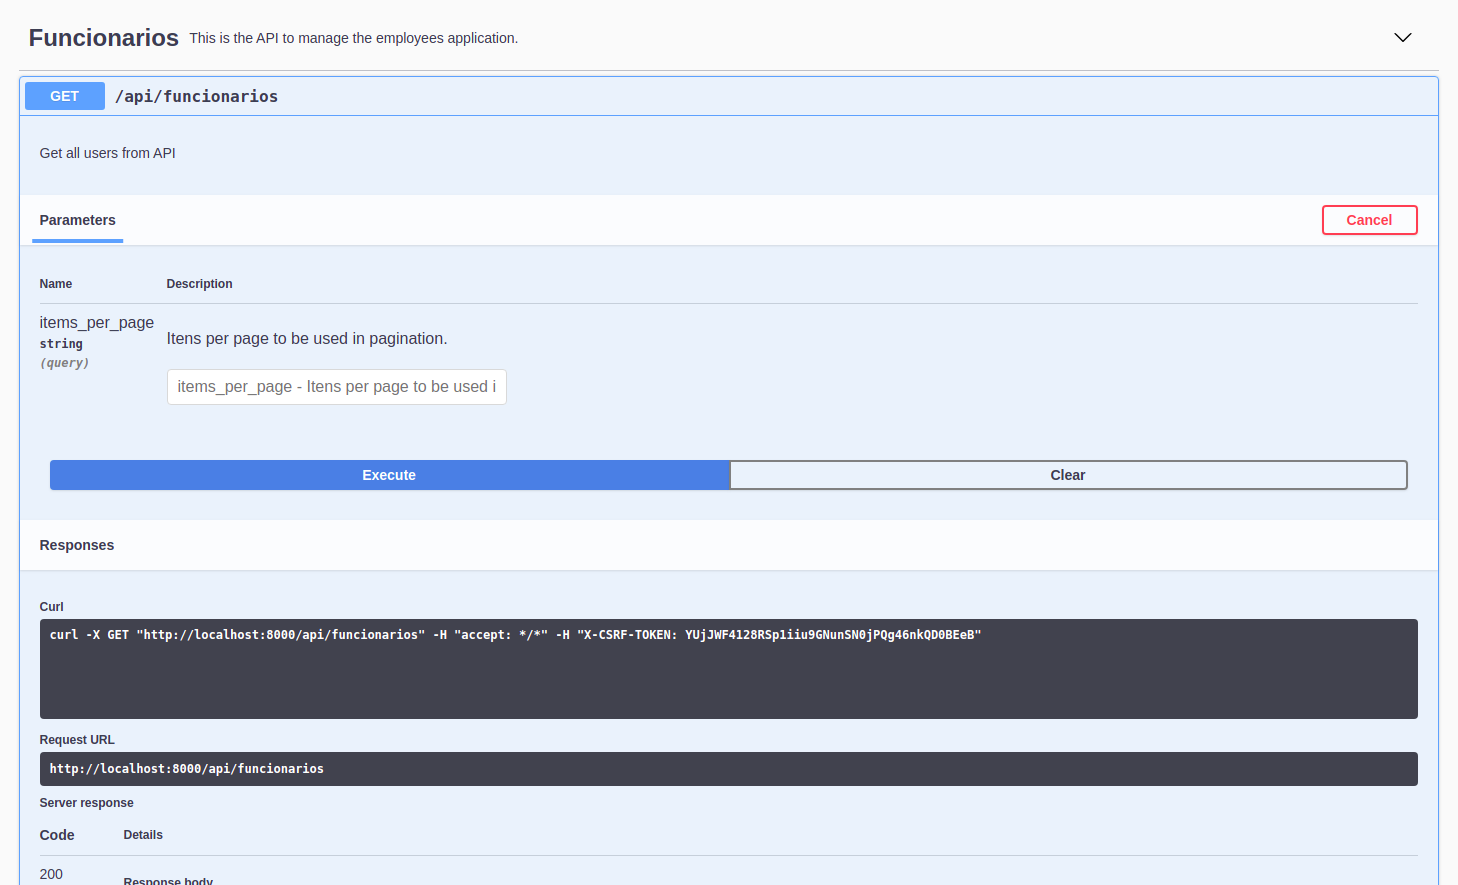 Funcionarios This is the API to manage the employees application.
GET /api/funcionarios
Get all users from API
Parameters Cancel
Name Description
items_per_page
string
(query)
Itens per page to be used in pagination.
items_per_page - Itens per page to be used i
Execute Clear
Responses
Curl
curl -X GET "http://localhost:8000/api/funcionarios" -H "accept: */*" -H "X-CSRF-TOKEN: YUjJWF4128RSp1iiu9GNunSN0jPQg46nkQD0BEeB"
Request URL
http://localhost:8000/api/funcionarios
Server response
Code Details
200
Response body